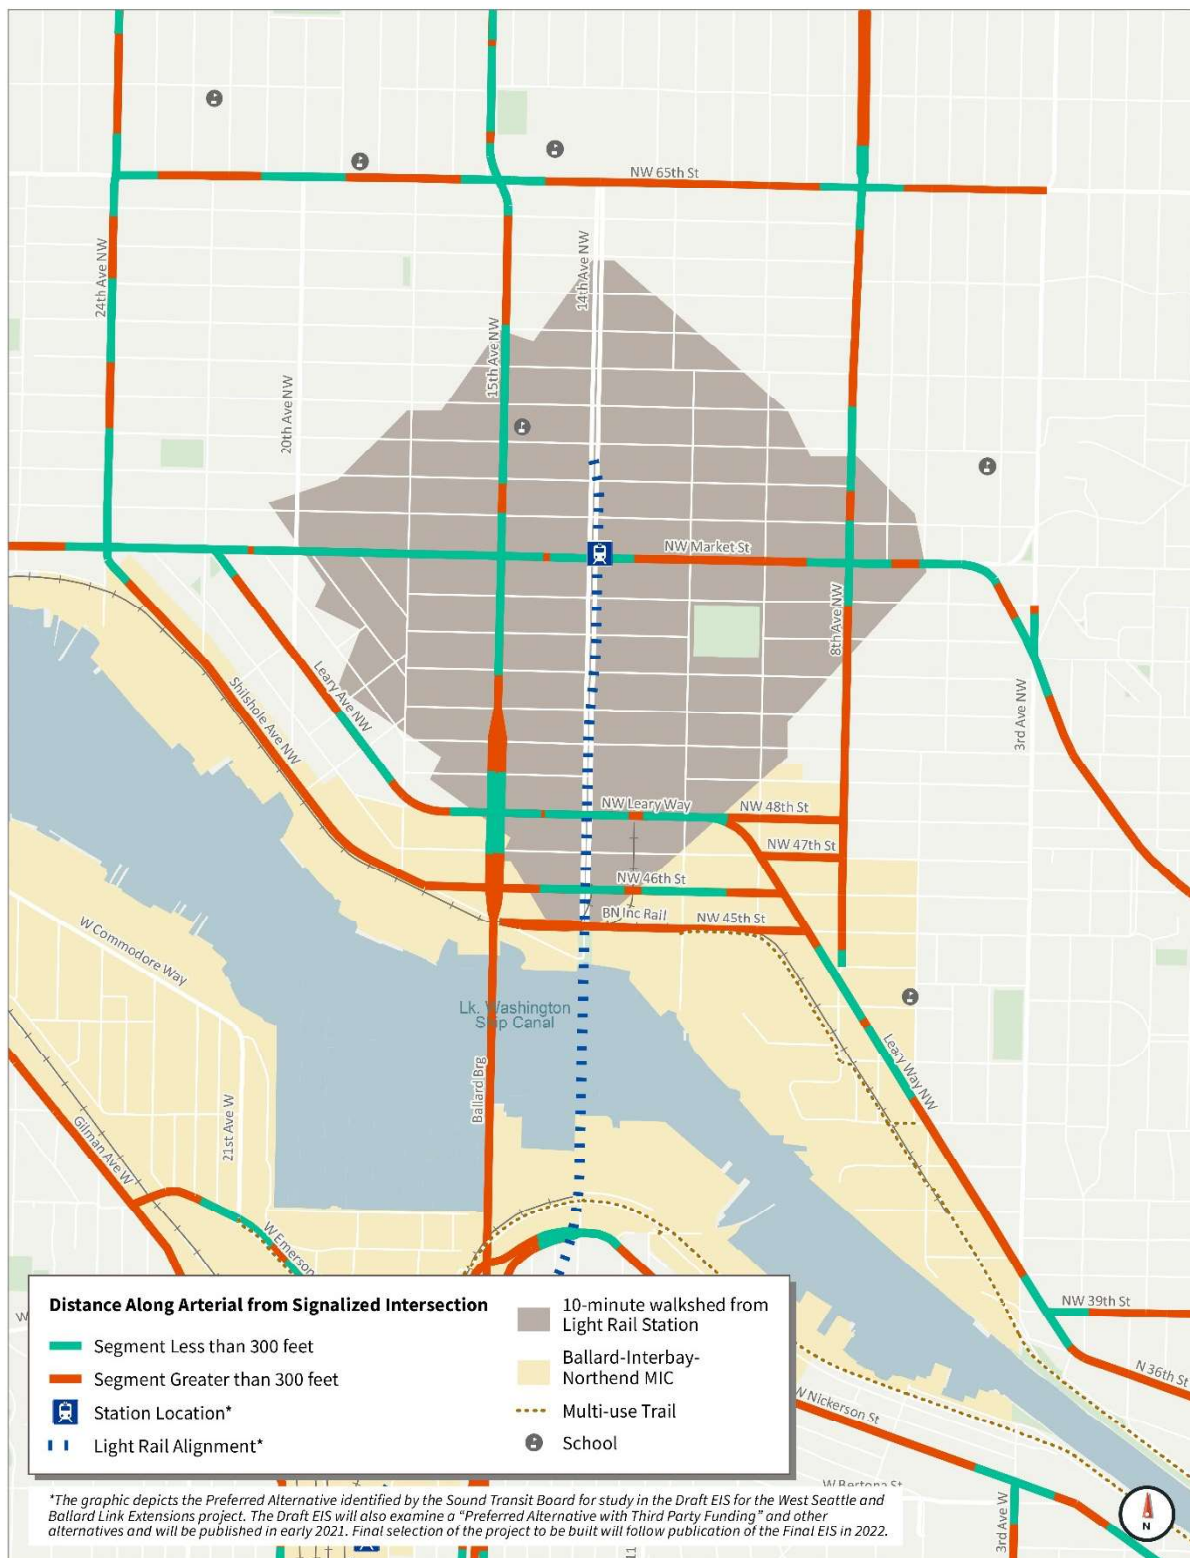 NW 65th St
24th Ave NW
14th Ave NW
15th Ave NW
20th Ave NW
NW Market St
8th Ave NW
Leary Ave NW
Shilshole Ave NW
3rd Ave NW
NW Leary Way
NW 48th St
NW 47th St
NW 46th St
BN Inc Rail
NW 45th St
W Commodore Way
Lk. Washington
Ship Canal
Leary Way NW
Ballard Brg
21st Ave W
Gilman Ave W
W Emerson
NW 39th St
N 36th St
W Nickerson St
W Bertona St
3rd Ave W
Distance Along Arterial from Signalized Intersection
Segment Less than 300 feet
Segment Greater than 300 feet
Station Location*
Light Rail Alignment*
10-minute walkshed from
Light Rail Station
Ballard-Interbay-
Northend MIC
Multi-use Trail
School
*The graphic depicts the Preferred Alternative identified by the Sound Transit Board for study in the Draft EIS for the West Seattle and
Ballard Link Extensions project. The Draft EIS will also examine a “Preferred Alternative with Third Party Funding” and other
alternatives and will be published in early 2021. Final selection of the project to be built will follow publication of the Final EIS in 2022.
N